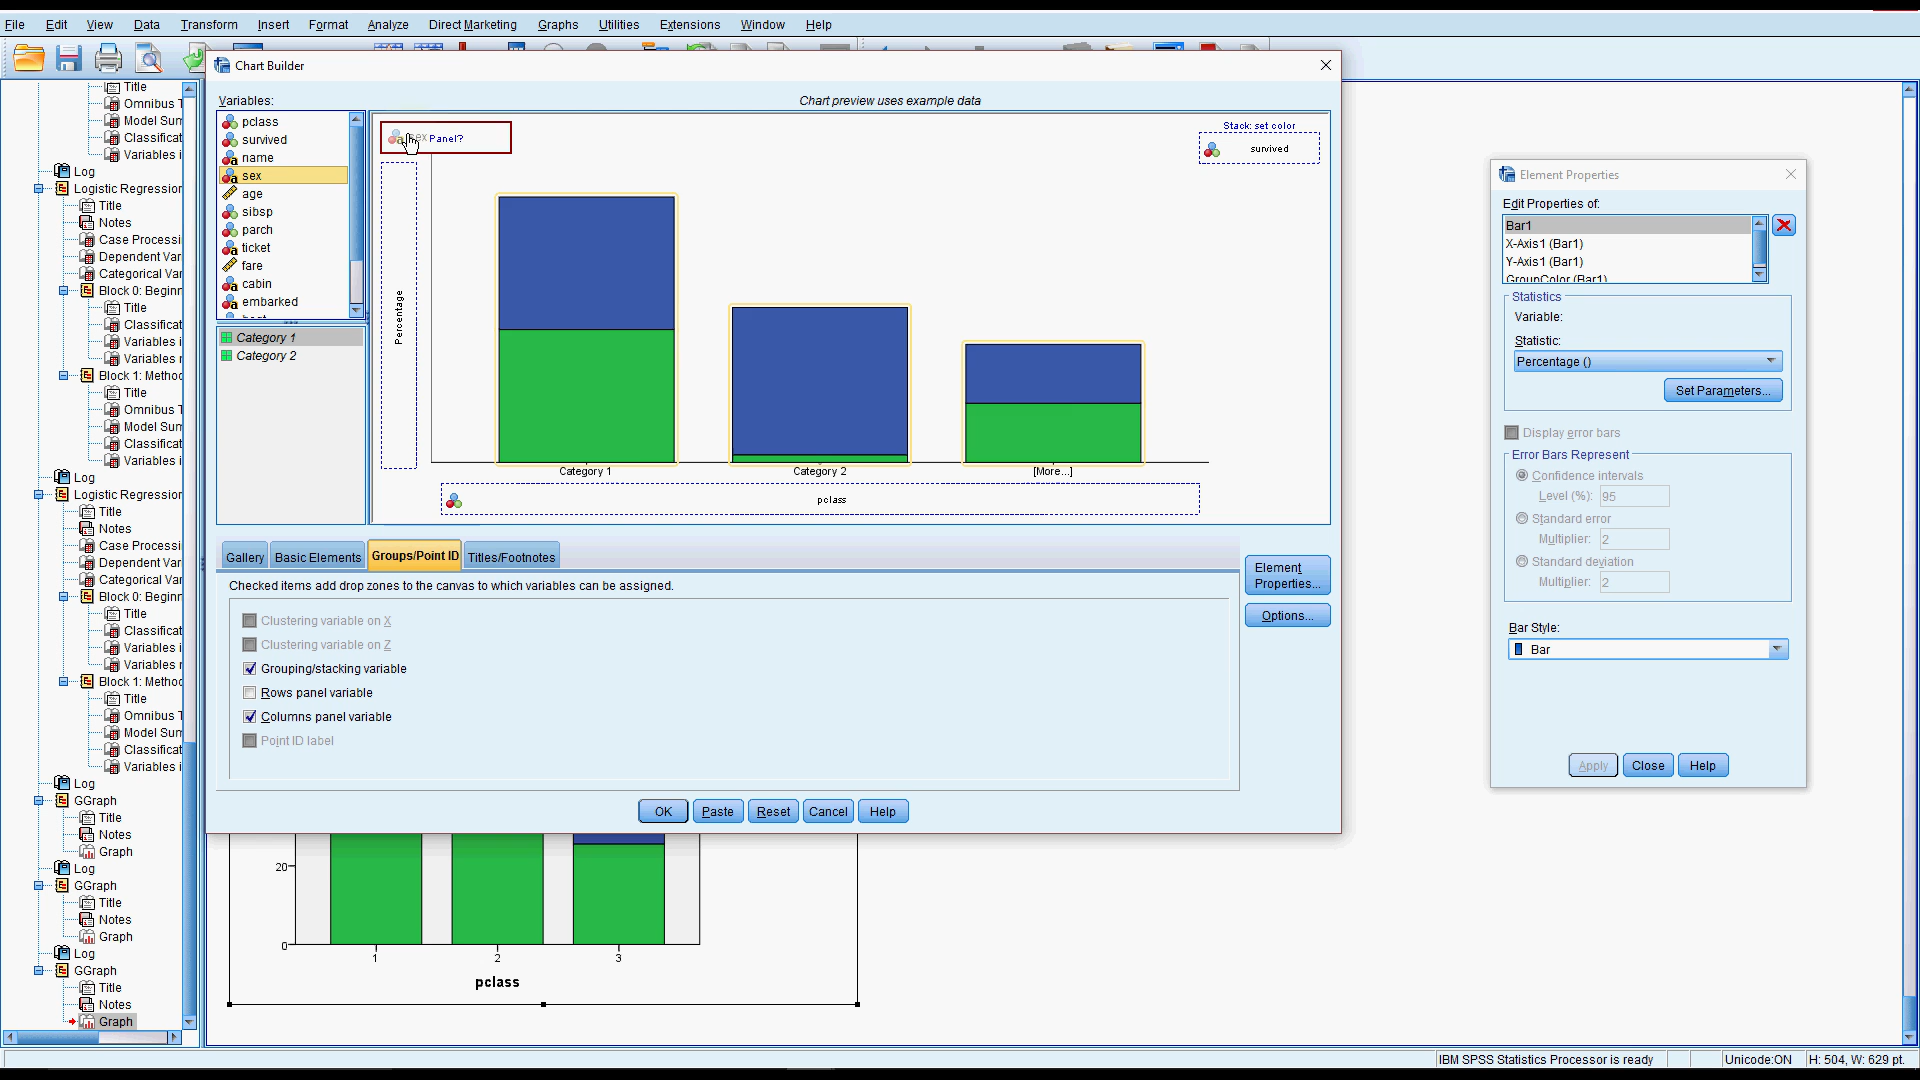 File Edit View Data Transform Insert Format Analyze Direct Marketing Graphs Utilities Extensions Window Help
Title
Omnibus T
Model Sum
Classificat
Variables i
Log
Logistic Regression
Title
Notes
Case Processi
Dependent Var
Categorical Var
Block 0: Beginn
Title
Classificat
Variables i
Variables n
Block 1: Method
Title
Omnibus T
Model Sum
Classificat
Variables i
Log
Logistic Regression
Title
Notes
Case Processi
Dependent Var
Categorical Var
Block 0: Beginn
Title
Classificat
Variables i
Variables n
Block 1: Method
Title
Omnibus T
Model Sum
Classificat
Variables i
Log
GGraph
Title
Notes
Graph
Log
GGraph
Title
Notes
Graph
Log
GGraph
Title
Notes
Graph
Chart Builder
Variables:
Chart preview uses example data
pclass
survived
name
sex
age
sibsp
parch
ticket
fare
cabin
embarked
Category 1
Category 2
sex Panel?
Stack: set color
survived
Percentage
Category 1 Category 2 [More...]
pclass
Gallery Basic Elements Groups/Point ID Titles/Footnotes
Checked items add drop zones to the canvas to which variables can be assigned.
Clustering variable on X
Clustering variable on Z
Grouping/stacking variable
Rows panel variable
Columns panel variable
Point ID label
Element
Properties...
Options...
OK Paste Reset Cancel Help
20
0
1 2 3
pclass
Element Properties
Edit Properties of:
Bar1
X-Axis1 (Bar1)
Y-Axis1 (Bar1)
GroupColor (Bar1)
Statistics
Variable:
Statistic:
Percentage ()
Set Parameters...
Display error bars
Error Bars Represent
Confidence intervals
Level (%): 95
Standard error
Multiplier: 2
Standard deviation
Multiplier: 2
Bar Style:
Bar
Apply Close Help
IBM SPSS Statistics Processor is ready Unicode:ON H: 504, W: 629 pt.